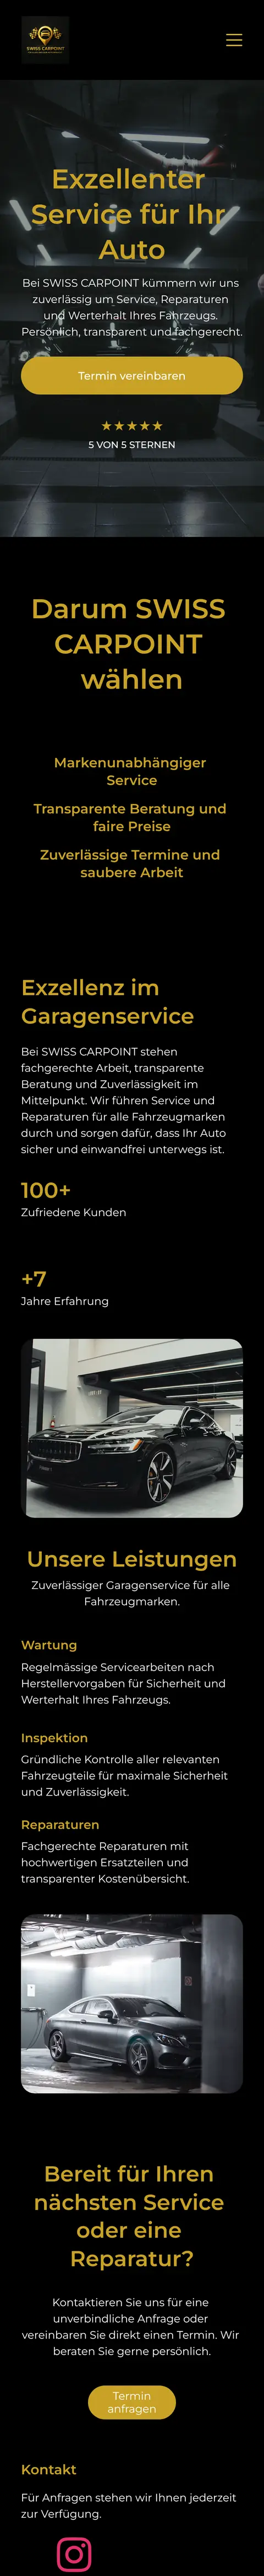 SWISS CARPOINT
Exzellenter
Service für Ihr
Auto
Bei SWISS CARPOINT kümmern wir uns
zuverlässig um Service, Reparaturen
und Werterhalt Ihres Fahrzeugs.
Persönlich, transparent und fachgerecht.
Termin vereinbaren
★★★★★
5 VON 5 STERNEN
Darum SWISS
CARPOINT
wählen
Markenunabhängiger
Service
Transparente Beratung und
faire Preise
Zuverlässige Termine und
saubere Arbeit
Exzellenz im
Garagenservice
Bei SWISS CARPOINT stehen
fachgerechte Arbeit, transparente
Beratung und Zuverlässigkeit im
Mittelpunkt. Wir führen Service und
Reparaturen für alle Fahrzeugmarken
durch und sorgen dafür, dass Ihr Auto
sicher und einwandfrei unterwegs ist.
100+
Zufriedene Kunden
+7
Jahre Erfahrung
Unsere Leistungen
Zuverlässiger Garagenservice für alle
Fahrzeugmarken.
Wartung
Regelmässige Servicearbeiten nach
Herstellervorgaben für Sicherheit und
Werterhalt Ihres Fahrzeugs.
Inspektion
Gründliche Kontrolle aller relevanten
Fahrzeugteile für maximale Sicherheit
und Zuverlässigkeit.
Reparaturen
Fachgerechte Reparaturen mit
hochwertigen Ersatzteilen und
transparenter Kostenübersicht.
Bereit für Ihren
nächsten Service
oder eine
Reparatur?
Kontaktieren Sie uns für eine
unverbindliche Anfrage oder
vereinbaren Sie direkt einen Termin. Wir
beraten Sie gerne persönlich.
Termin
anfragen
Kontakt
Für Anfragen stehen wir Ihnen jederzeit
zur Verfügung.